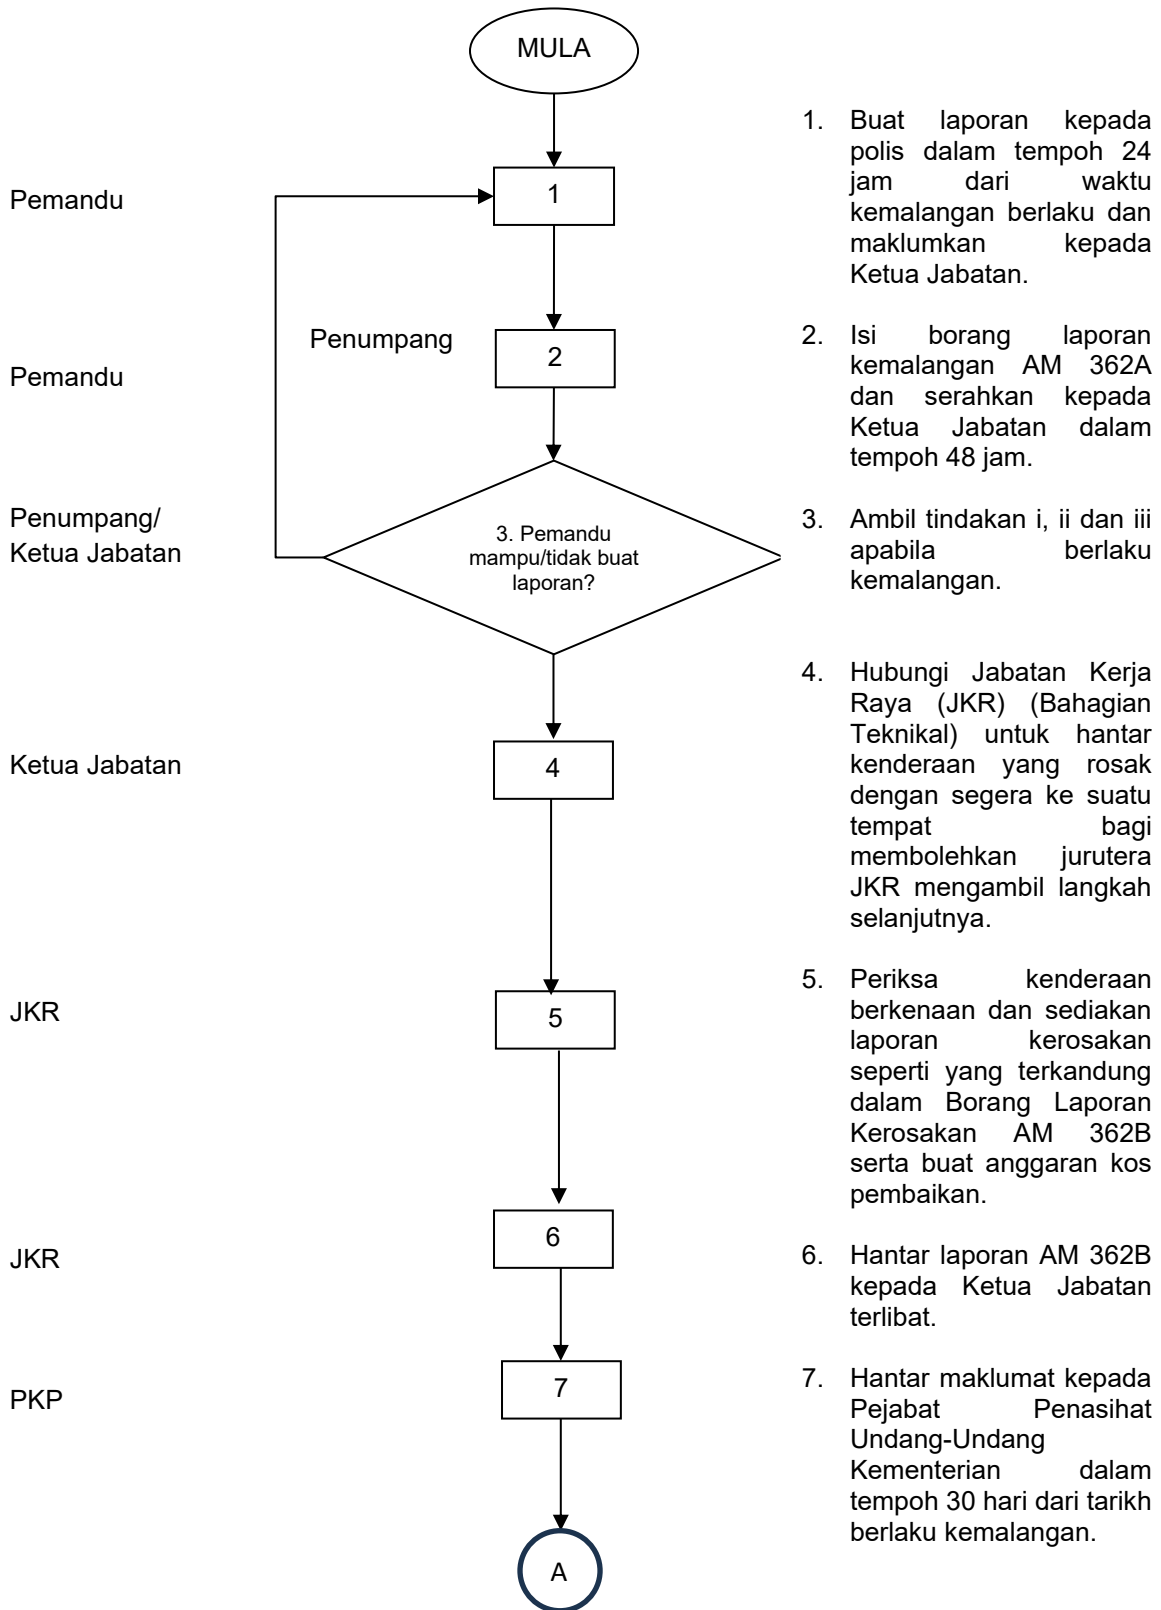 MULA
Pemandu
1
1. Buat laporan kepada
polis dalam tempoh 24
jam dari waktu
kemalangan berlaku dan
maklumkan kepada
Ketua Jabatan.
Penumpang
Pemandu
2
2. Isi borang laporan
kemalangan AM 362A
dan serahkan kepada
Ketua Jabatan dalam
tempoh 48 jam.
Penumpang/
Ketua Jabatan
3. Pemandu
mampu/tidak buat
laporan?
3. Ambil tindakan i, ii dan iii
apabila berlaku
kemalangan.
Ketua Jabatan
4
4. Hubungi Jabatan Kerja
Raya (JKR) (Bahagian
Teknikal) untuk hantar
kenderaan yang rosak
dengan segera ke suatu
tempat bagi
membolehkan jurutera
JKR mengambil langkah
selanjutnya.
JKR
5
5. Periksa kenderaan
berkenaan dan sediakan
laporan kerosakan
seperti yang terkandung
dalam Borang Laporan
Kerosakan AM 362B
serta buat anggaran kos
pembaikan.
JKR
6
6. Hantar laporan AM 362B
kepada Ketua Jabatan
terlibat.
PKP
7
7. Hantar maklumat kepada
Pejabat Penasihat
Undang-Undang
Kementerian dalam
tempoh 30 hari dari tarikh
berlaku kemalangan.
A